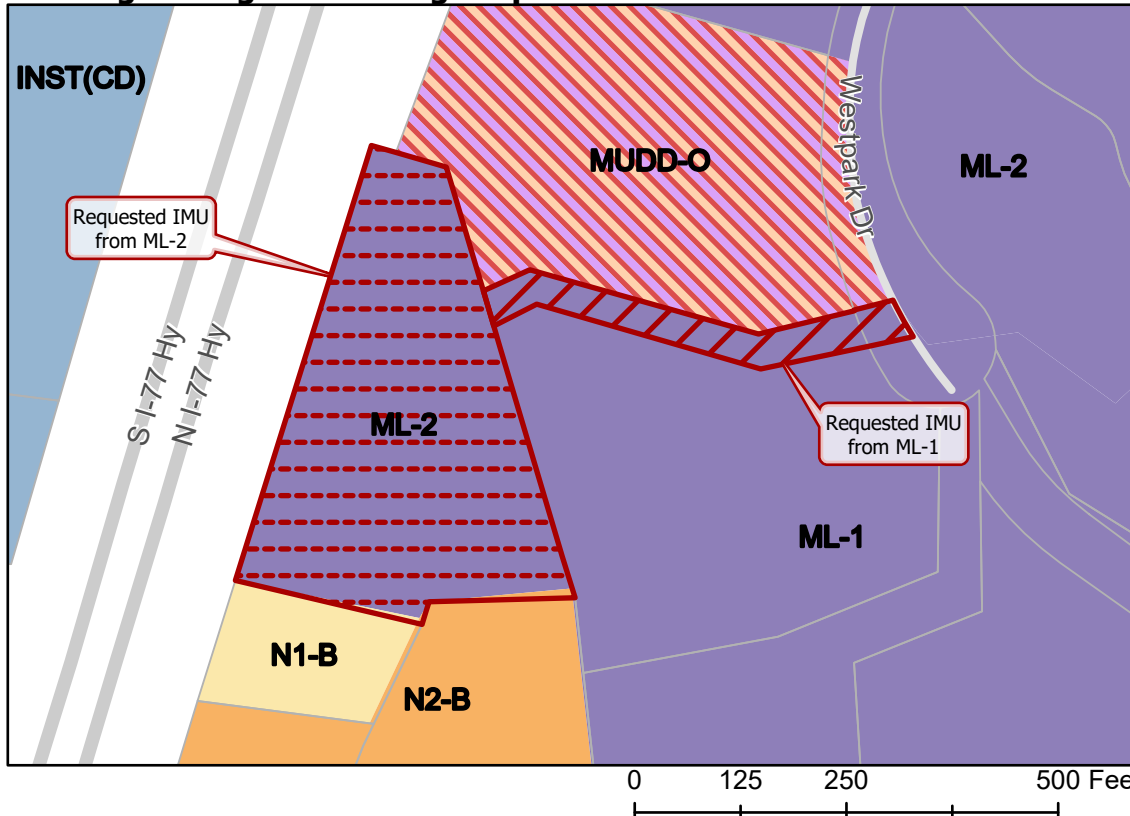 INST(CD)
MUDD-O
Westpark Dr
ML-2
Requested IMU
from ML-2
S I-77 Hy
N I-77 Hy
ML-2
Requested IMU
from ML-1
ML-1
N1-B
N2-B
0 125 250 500 Fee